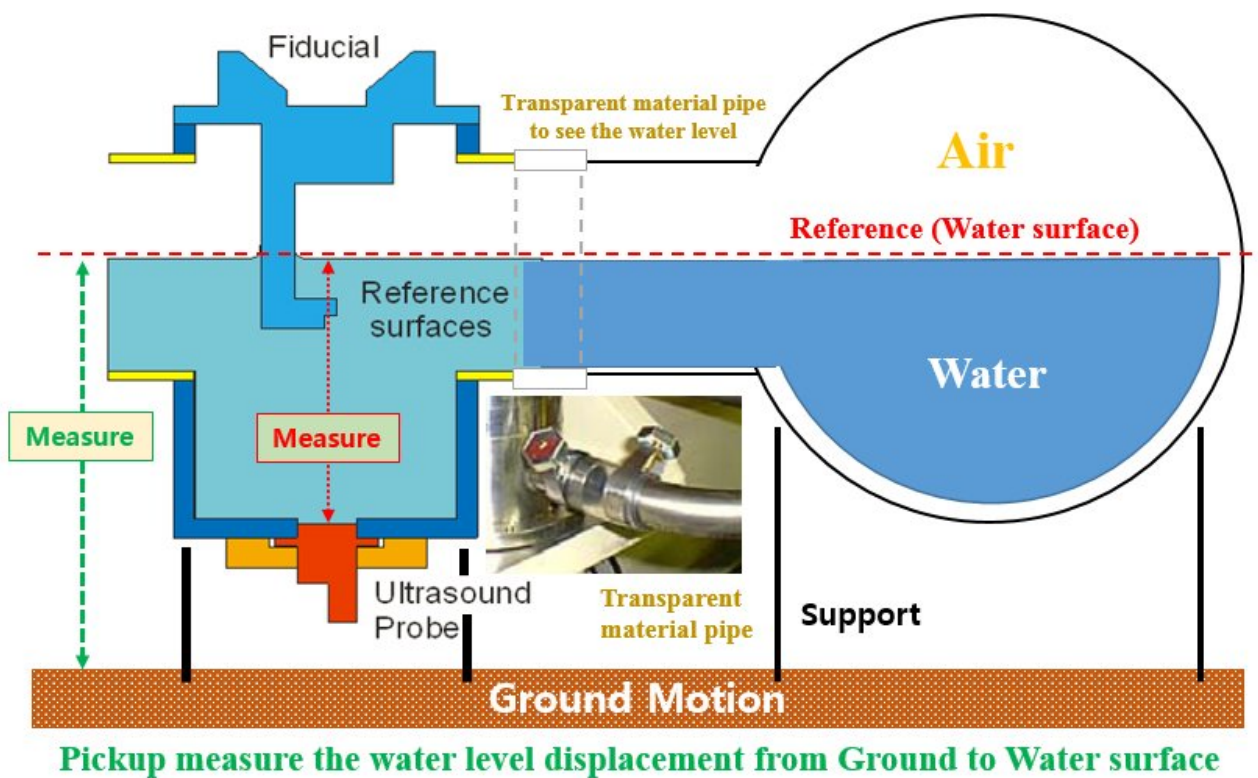 Fiducial
Transparent material pipe
to see the water level
Air
Reference (Water surface)
Reference
surfaces
Water
Measure
Measure
Ultrasound
Probe
Transparent
material pipe
Support
Ground Motion
Pickup measure the water level displacement from Ground to Water surface